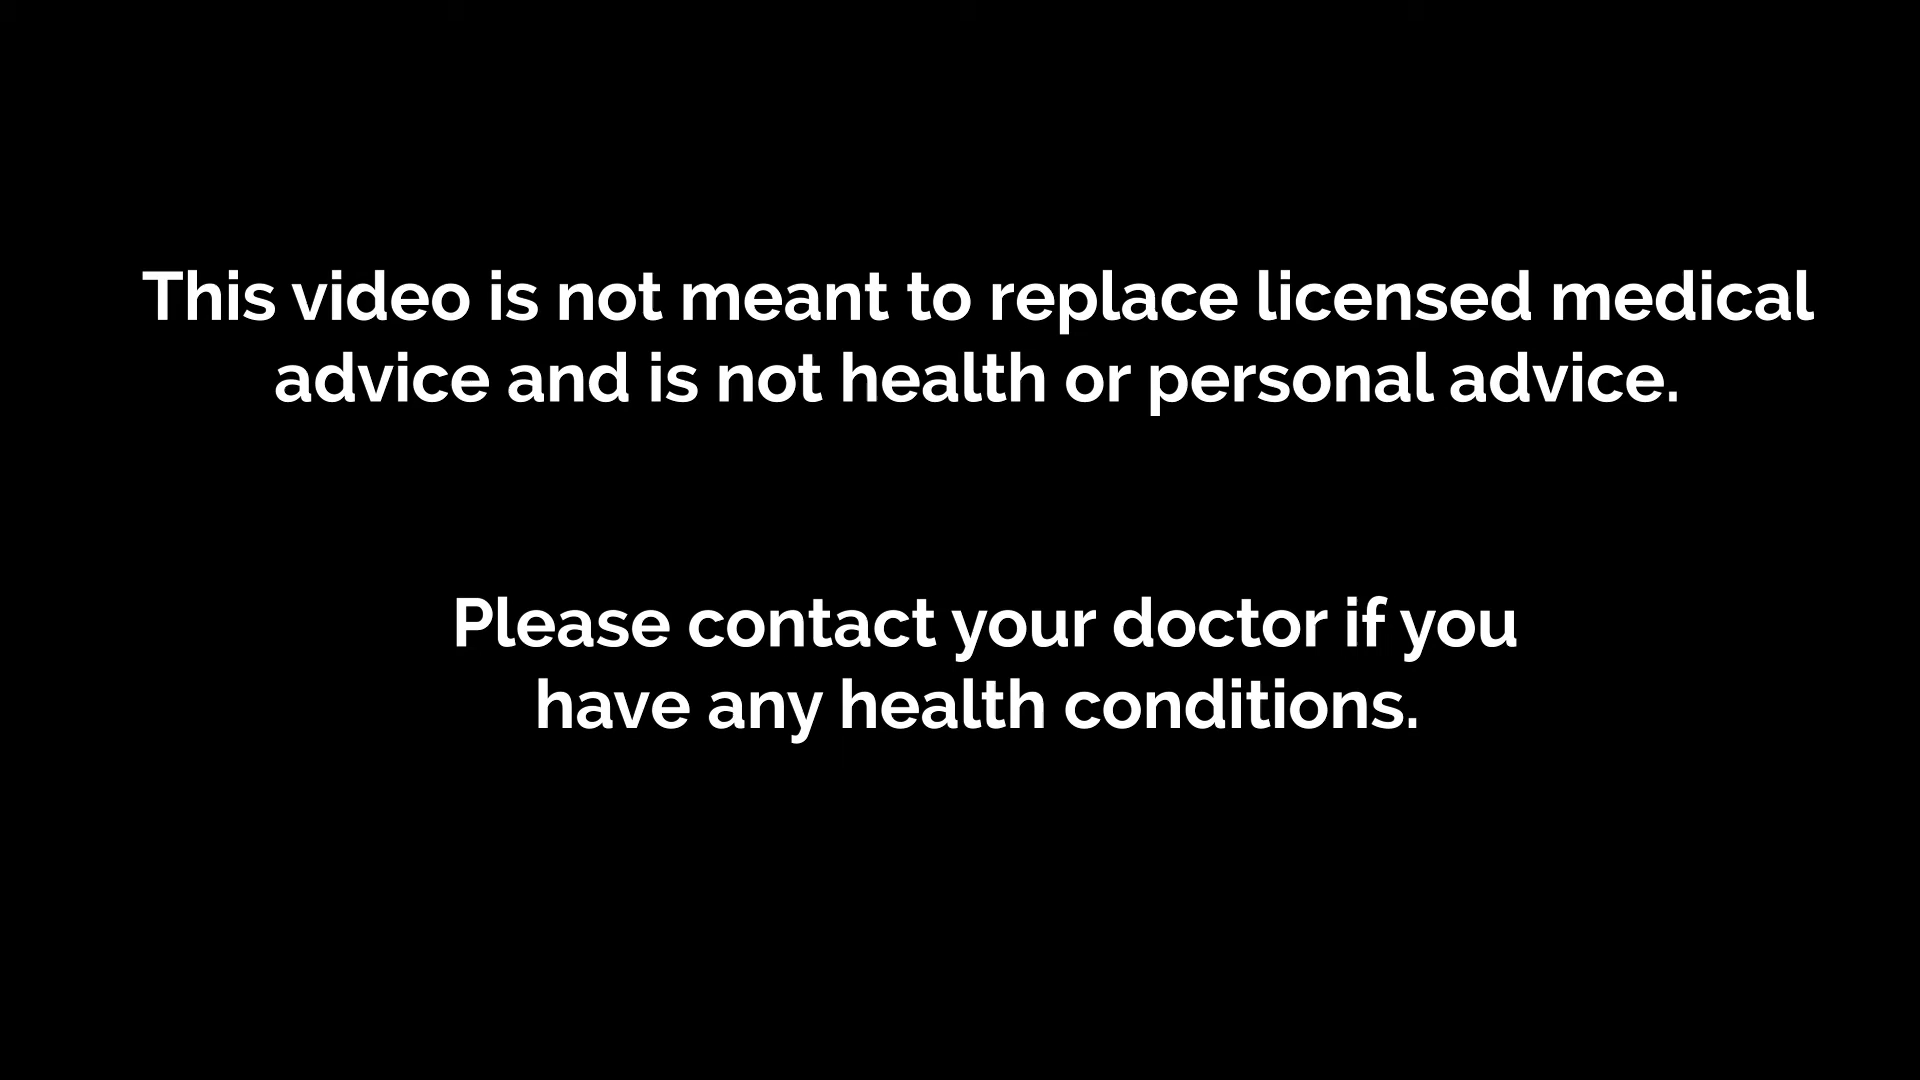 This video is not meant to replace licensed medical
advice and is not health or personal advice.
Please contact your doctor if you
have any health conditions.